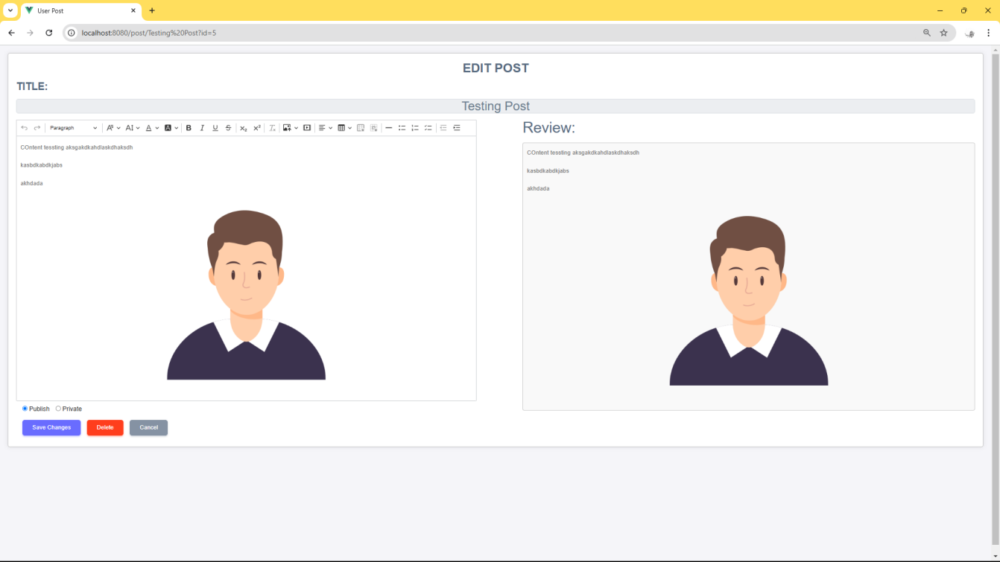 User Post
localhost:8080/post/Testing%20Post?id=5
EDIT POST
TITLE:
Testing Post
Paragraph
Review:
COntent tessting aksgakdkahdlaskdhaksdh
kasbdkabdkjabs
akhdada
COntent tessting aksgakdkahdlaskdhaksdh
kasbdkabdkjabs
akhdada
Publish Private
Save Changes Delele Cancel